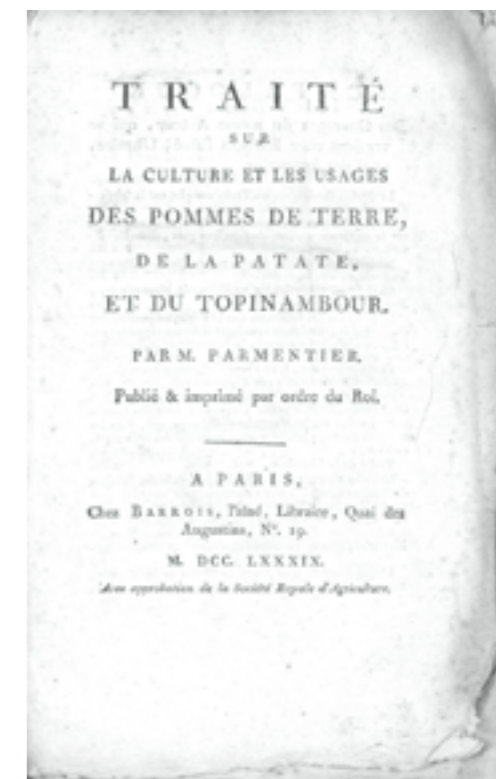 TRAITÉ
SUR
LA CULTURE ET LES USAGES
DES POMMES DE TERRE,
DE LA PATATE,
ET DU TOPINAMBOUR.
PAR M. PARMENTIER.
Publié & imprimé par ordre du Roi.
A PARIS,
Chez BARROIS, l'aîné, Libraire, Quai des
Augustins, N°. 19.
M. DCC. LXXXIX.
Avec approbation de la Société Royale d'Agriculture.